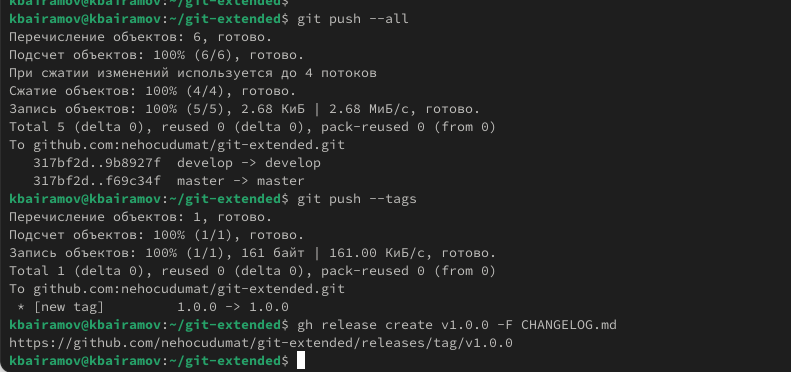 kbairamov@kbairamov:~/git-extended$
kbairamov@kbairamov:~/git-extended$ git push --all
Перечисление объектов: 6, готово.
Подсчет объектов: 100% (6/6), готово.
При сжатии изменений используется до 4 потоков
Сжатие объектов: 100% (4/4), готово.
Запись объектов: 100% (5/5), 2.68 КиБ | 2.68 МиБ/с, готово.
Total 5 (delta 0), reused 0 (delta 0), pack-reused 0 (from 0)
To github.com:nehocudumat/git-extended.git
   317bf2d..9b8927f  develop -> develop
   317bf2d..f69c34f  master -> master
kbairamov@kbairamov:~/git-extended$ git push --tags
Перечисление объектов: 1, готово.
Подсчет объектов: 100% (1/1), готово.
Запись объектов: 100% (1/1), 161 байт | 161.00 КиБ/с, готово.
Total 1 (delta 0), reused 0 (delta 0), pack-reused 0 (from 0)
To github.com:nehocudumat/git-extended.git
 * [new tag]         1.0.0 -> 1.0.0
kbairamov@kbairamov:~/git-extended$ gh release create v1.0.0 -F CHANGELOG.md
https://github.com/nehocudumat/git-extended/releases/tag/v1.0.0
kbairamov@kbairamov:~/git-extended$